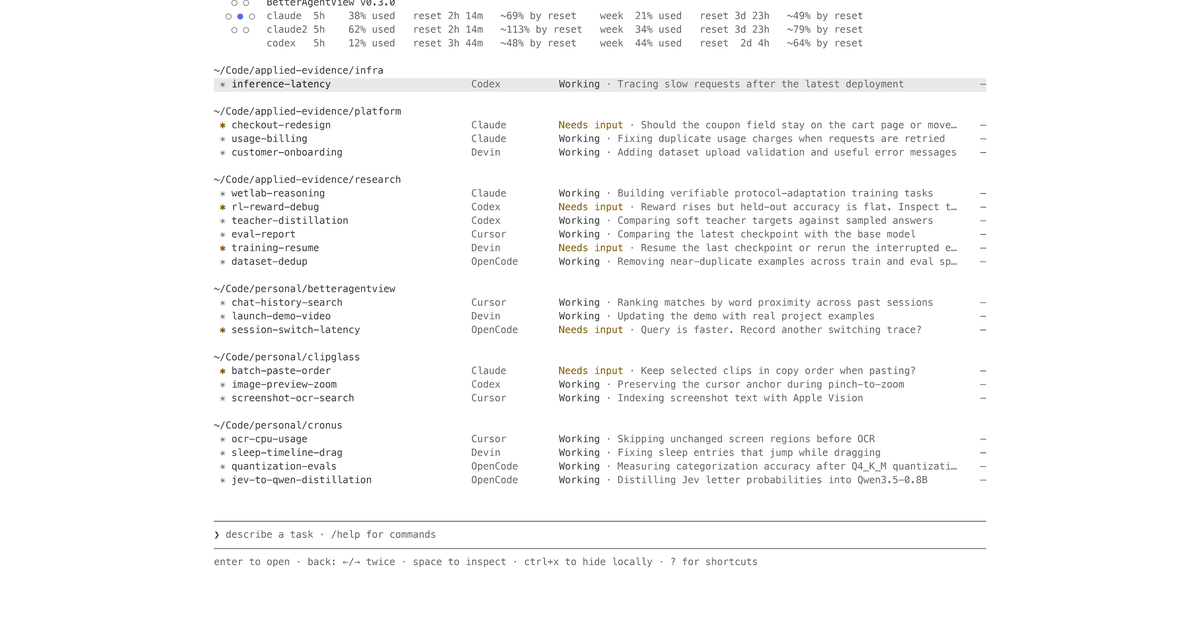 BetterAgentView v0.3.0
claude 5h 38% used reset 2h 14m ~69% by reset week 21% used reset 3d 23h ~49% by reset
claude2 5h 62% used reset 2h 14m ~113% by reset week 34% used reset 3d 23h ~79% by reset
codex 5h 12% used reset 3h 44m ~48% by reset week 44% used reset 2d 4h ~64% by reset
~/Code/applied-evidence/infra
✳ inference-latency Codex Working · Tracing slow requests after the latest deployment —
~/Code/applied-evidence/platform
✱ checkout-redesign Claude Needs input · Should the coupon field stay on the cart page or move… —
✳ usage-billing Claude Working · Fixing duplicate usage charges when requests are retried —
✳ customer-onboarding Devin Working · Adding dataset upload validation and useful error messages —
~/Code/applied-evidence/research
✳ wetlab-reasoning Claude Working · Building verifiable protocol-adaptation training tasks —
✱ rl-reward-debug Codex Needs input · Reward rises but held-out accuracy is flat. Inspect t… —
✳ teacher-distillation Codex Working · Comparing soft teacher targets against sampled answers —
✳ eval-report Cursor Working · Comparing the latest checkpoint with the base model —
✱ training-resume Devin Needs input · Resume the last checkpoint or rerun the interrupted e… —
✳ dataset-dedup OpenCode Working · Removing near-duplicate examples across train and eval sp… —
~/Code/personal/betteragentview
✳ chat-history-search Cursor Working · Ranking matches by word proximity across past sessions —
✳ launch-demo-video Devin Working · Updating the demo with real project examples —
✱ session-switch-latency OpenCode Needs input · Query is faster. Record another switching trace? —
~/Code/personal/clipglass
✱ batch-paste-order Claude Needs input · Keep selected clips in copy order when pasting? —
✳ image-preview-zoom Codex Working · Preserving the cursor anchor during pinch-to-zoom —
✳ screenshot-ocr-search Cursor Working · Indexing screenshot text with Apple Vision —
~/Code/personal/cronus
✳ ocr-cpu-usage Cursor Working · Skipping unchanged screen regions before OCR —
✳ sleep-timeline-drag Devin Working · Fixing sleep entries that jump while dragging —
✳ quantization-evals OpenCode Working · Measuring categorization accuracy after Q4_K_M quantizati… —
✳ jev-to-qwen-distillation OpenCode Working · Distilling Jev letter probabilities into Qwen3.5-0.8B —
❯ describe a task · /help for commands
enter to open · back: ←/→ twice · space to inspect · ctrl+x to hide locally · ? for shortcuts